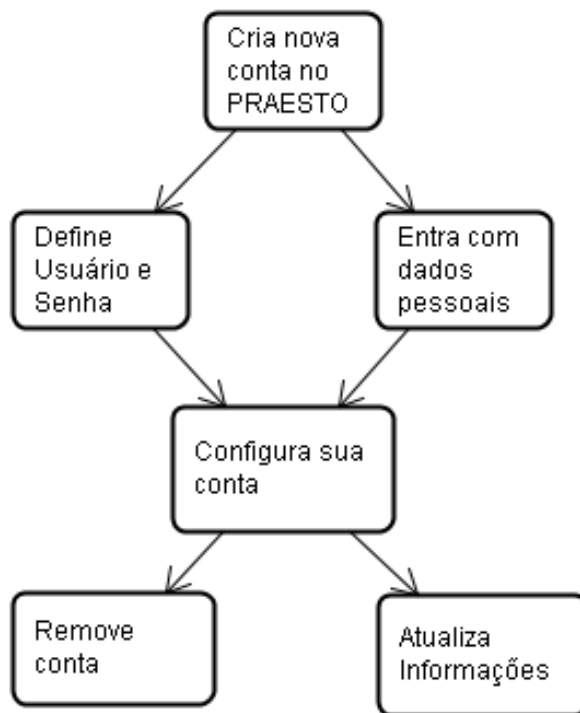 Cria nova
conta no
PRAESTO
Define
Usuário e
Senha
Entra com
dados
pessoais
Configura sua
conta
Remove
conta
Atualiza
Informações